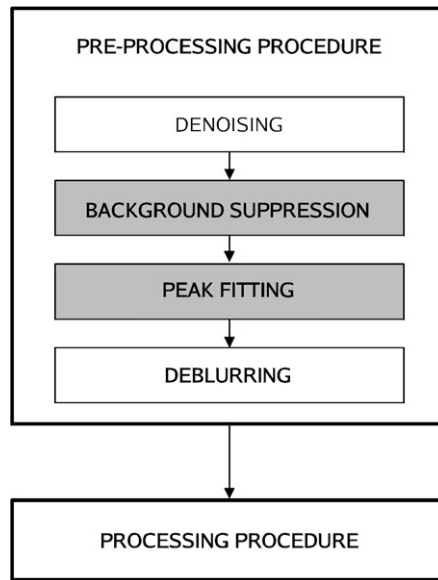 PRE-PROCESSING PROCEDURE
DENOISING
BACKGROUND SUPPRESSION
PEAK FITTING
DEBLURRING
PROCESSING PROCEDURE